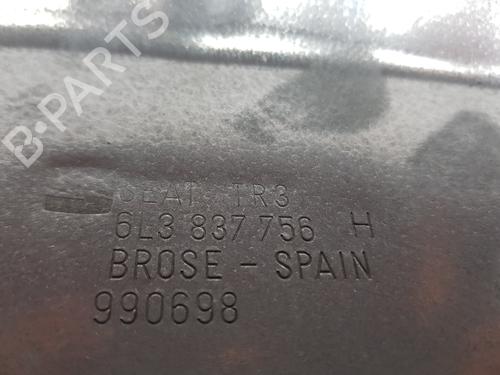 B-PARTS
SEAT TR3
6L3 837 756 H
BROSE - SPAIN
990698